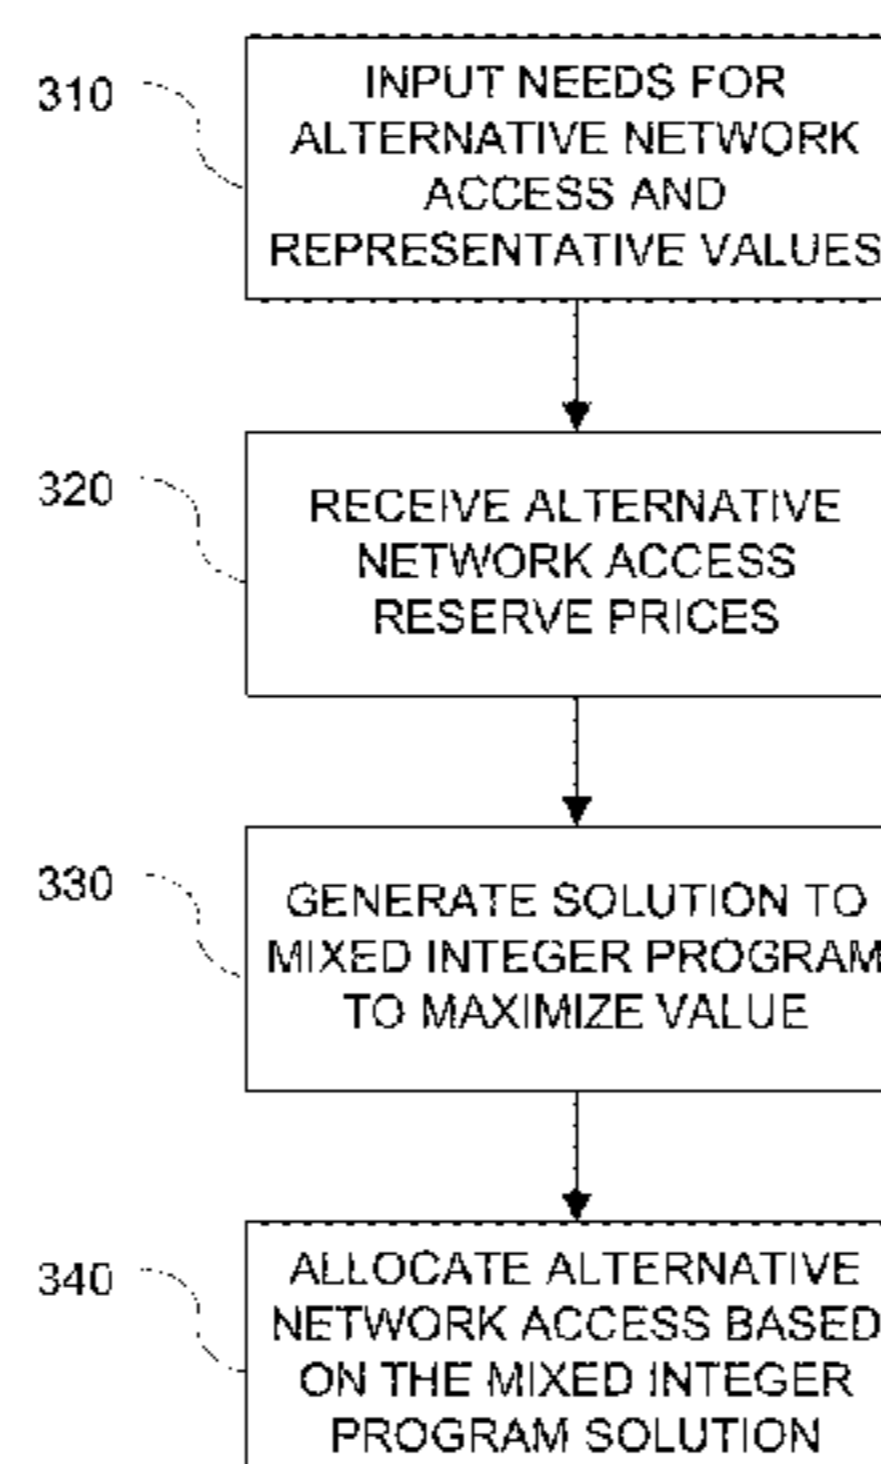 310
INPUT NEEDS FOR
ALTERNATIVE NETWORK
ACCESS AND
REPRESENTATIVE VALUES
320
RECEIVE ALTERNATIVE
NETWORK ACCESS
RESERVE PRICES
330
GENERATE SOLUTION TO
MIXED INTEGER PROGRAM
TO MAXIMIZE VALUE
340
ALLOCATE ALTERNATIVE
NETWORK ACCESS BASED
ON THE MIXED INTEGER
PROGRAM SOLUTION